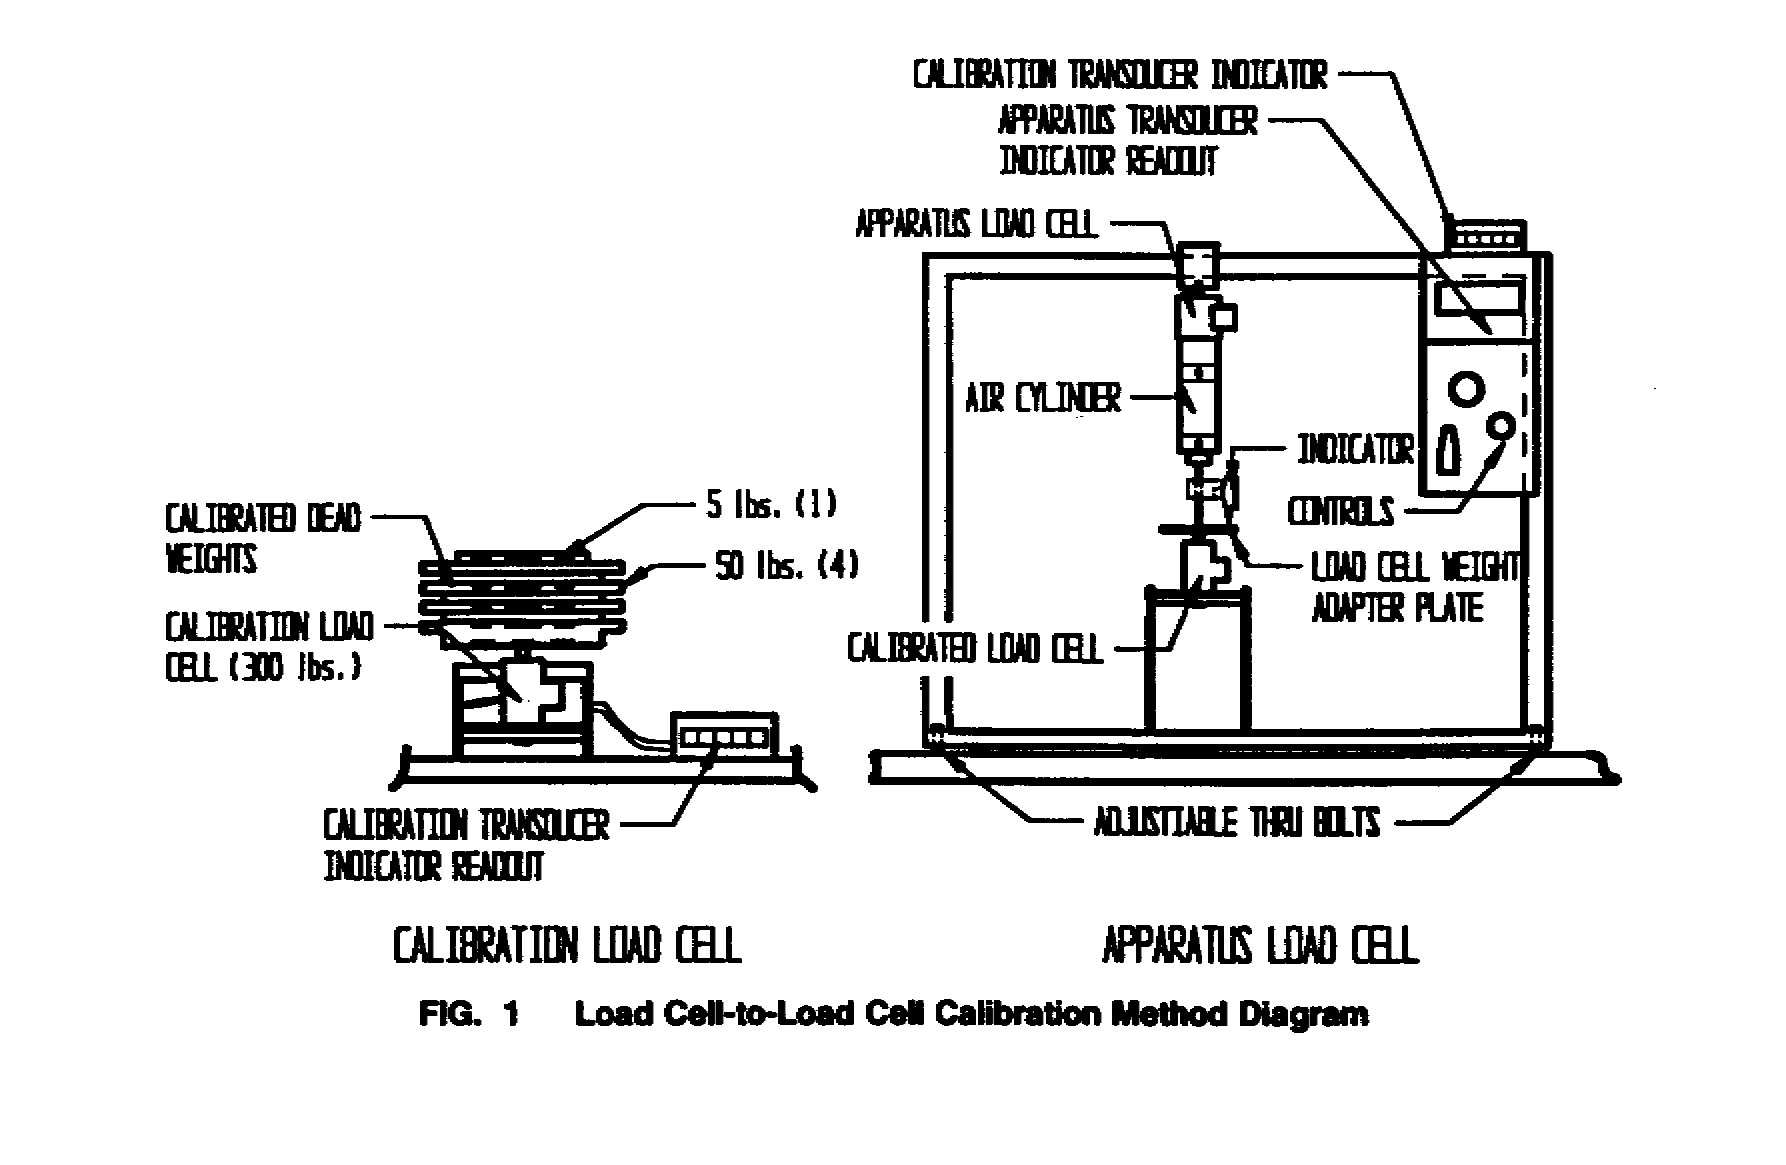 CALIBRATION TRANSDUCER INDICATOR
APPARATUS TRANSDUCER
INDICATOR READOUT
APPARATUS LOAD CELL
AIR CYLINDER
INDICATOR
CONTROLS
LOAD CELL WEIGHT
ADAPTER PLATE
CALIBRATED LOAD CELL
ADJUSTIABLE THRU BOLTS
5 lbs. (1)
CALIBRATED DEAD
WEIGHTS
50 lbs. (4)
CALIBRATION LOAD
CELL (300 lbs.)
CALIBRATION TRANSDUCER
INDICATOR READOUT
CALIBRATION LOAD CELL
APPARATUS LOAD CELL
FIG. 1 Load Cell-to-Load Cell Calibration Method Diagram